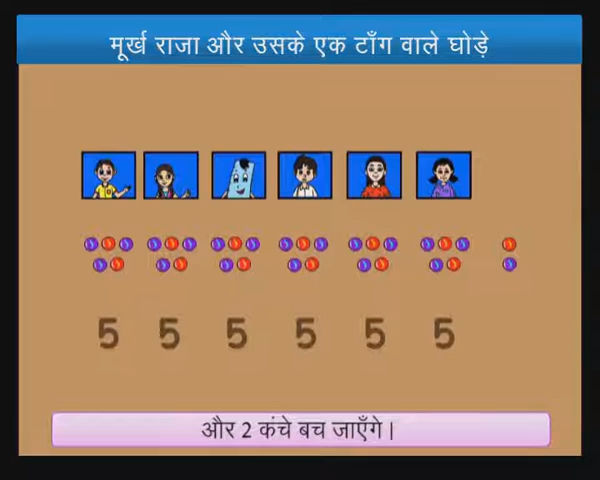 मूर्ख राजा और उसके एक टाँग वाले घोड़े
5 5 5 5 5 5
और 2 कंचे बच जाएँगे।